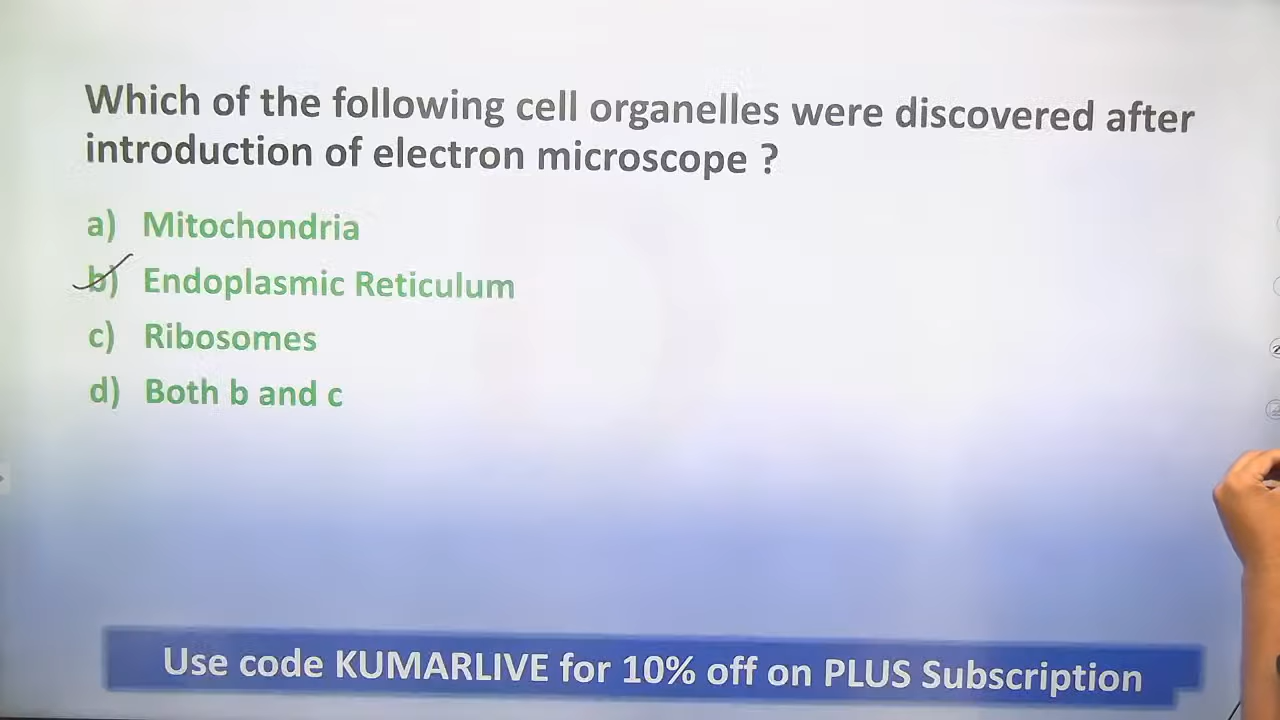 Which of the following cell organelles were discovered after
introduction of electron microscope ?
a) Mitochondria
b) Endoplasmic Reticulum
c) Ribosomes
d) Both b and c
Use code KUMARLIVE for 10% off on PLUS Subscription